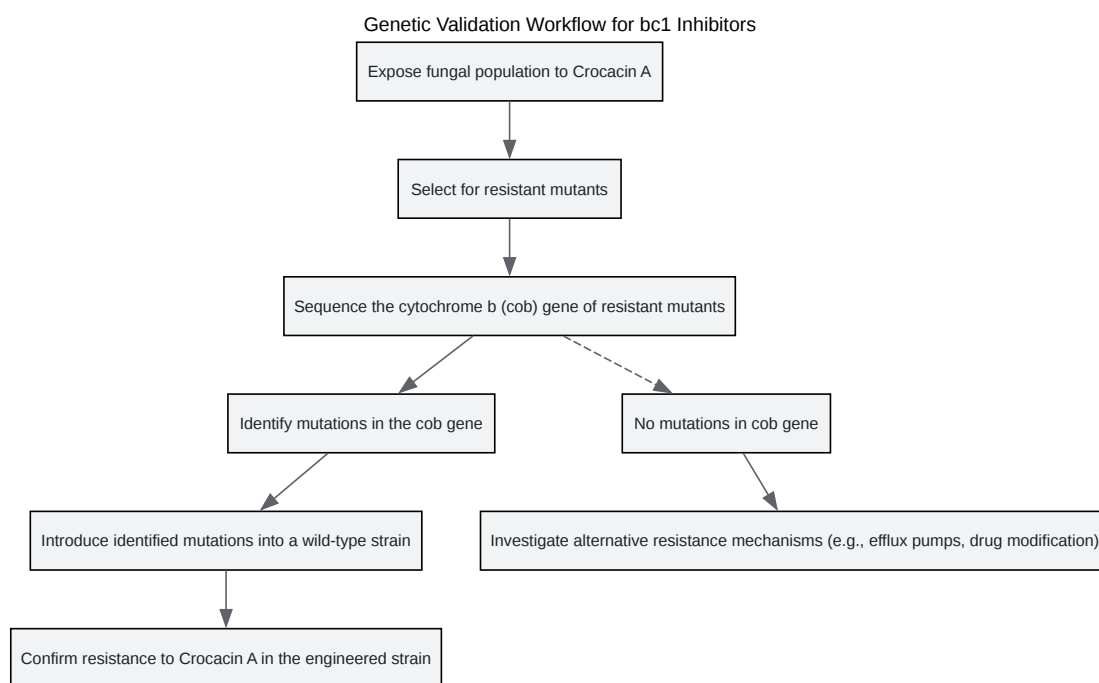 Genetic Validation Workflow for bc1 Inhibitors
Expose fungal population to Crocacin A
Select for resistant mutants
Sequence the cytochrome b (cob) gene of resistant mutants
Identify mutations in the cob gene
No mutations in cob gene
Introduce identified mutations into a wild-type strain
Investigate alternative resistance mechanisms (e.g., efflux pumps, drug modification)
Confirm resistance to Crocacin A in the engineered strain